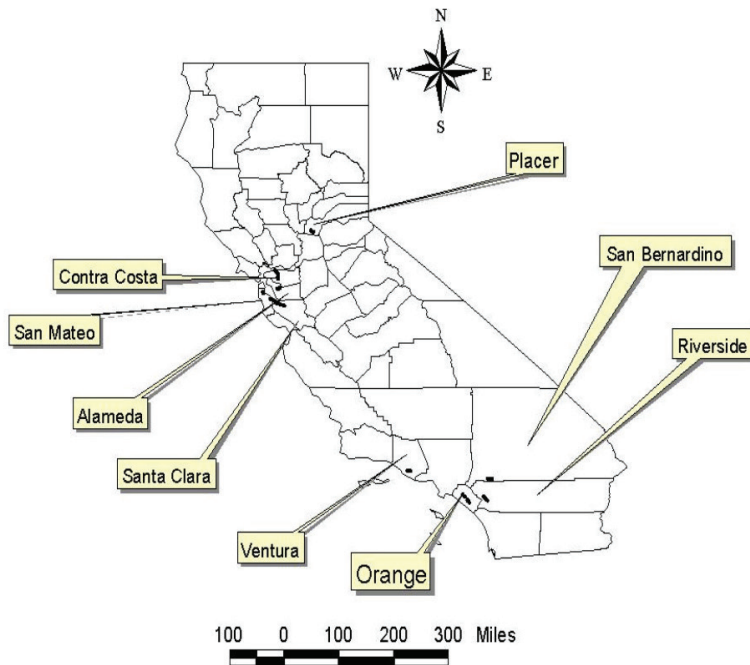 N
W E
S
Placer
San Bernardino
Contra Costa
San Mateo
Riverside
Alameda
Santa Clara
Ventura
Orange
100 0 100 200 300 Miles